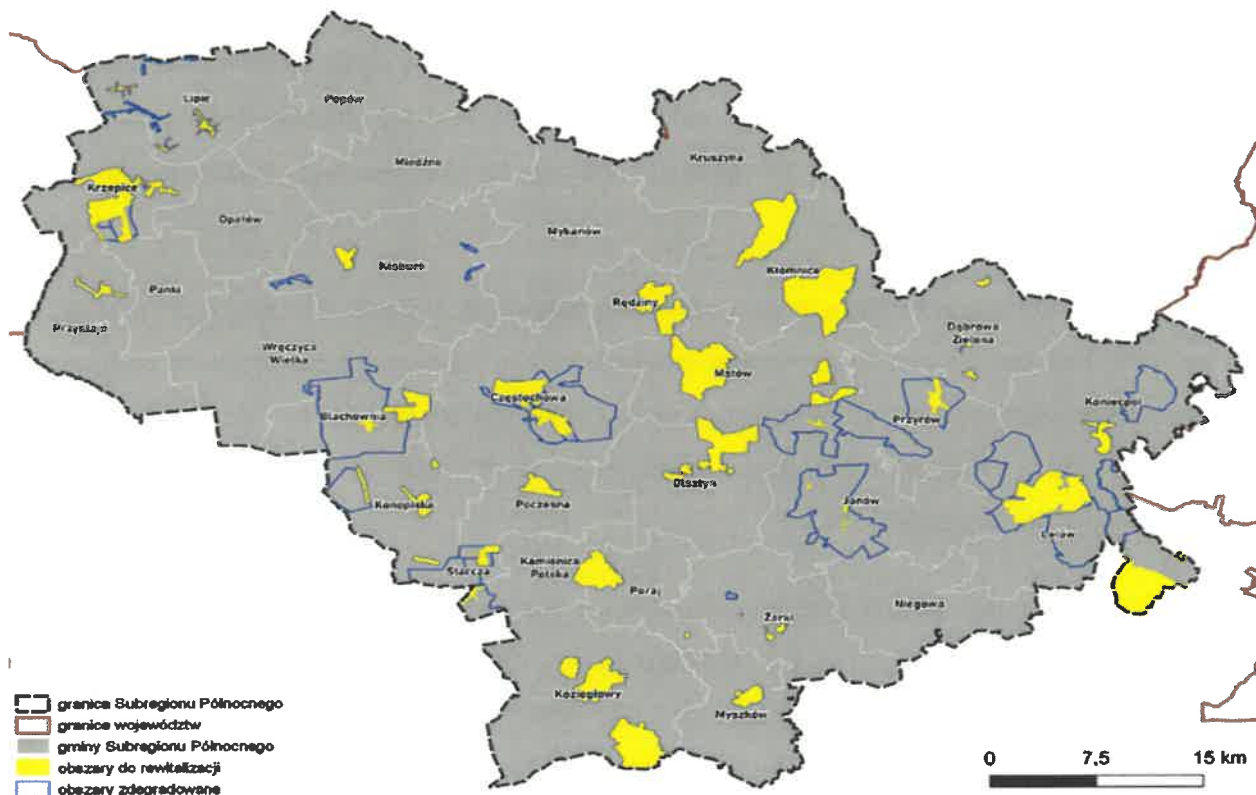 Lipie
Popów
Miedźno
Kruszyna
Krzepice
Opatów
Mykanów
Kłobuck
Kłomnice
Panki
Rędziny
Przystajń
Dąbrowa
Zielona
Wręczyca
Wielka
Mstów
Częstochowa
Koniecpol
Blachownia
Przyrów
Olsztyn
Konopiska
Poczesna
Janów
Lelów
Starcza
Kamienica
Polska
Poraj
Niegowa
Żarki
Koziegłowy
Myszków
granica Subregionu Północnego
granice województw
gminy Subregionu Północnego
obszary do rewitalizacji
obszary zdegradowane
0 7,5 15 km